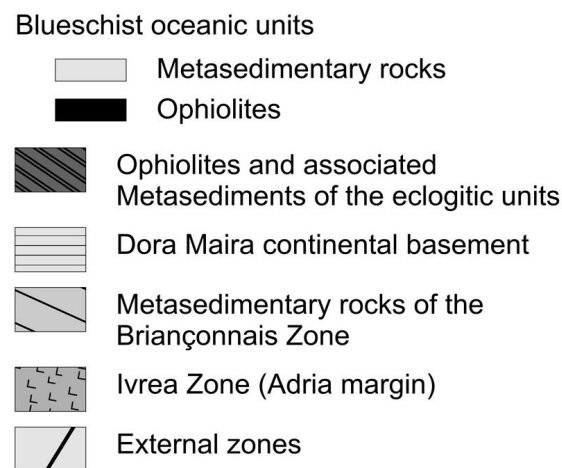 Blueschist oceanic units
Metasedimentary rocks
Ophiolites
Ophiolites and associated
Metasediments of the eclogitic units
Dora Maira continental basement
Metasedimentary rocks of the
Briançonnais Zone
Ivrea Zone (Adria margin)
External zones